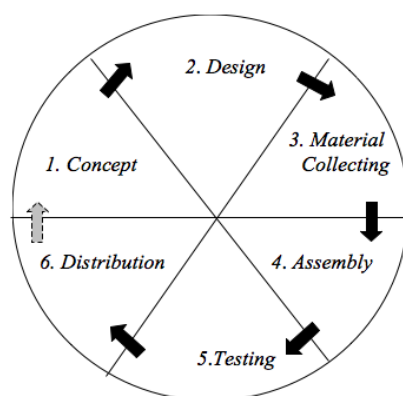 1. Concept
2. Design
3. Material
Collecting
4. Assembly
5.Testing
6. Distribution